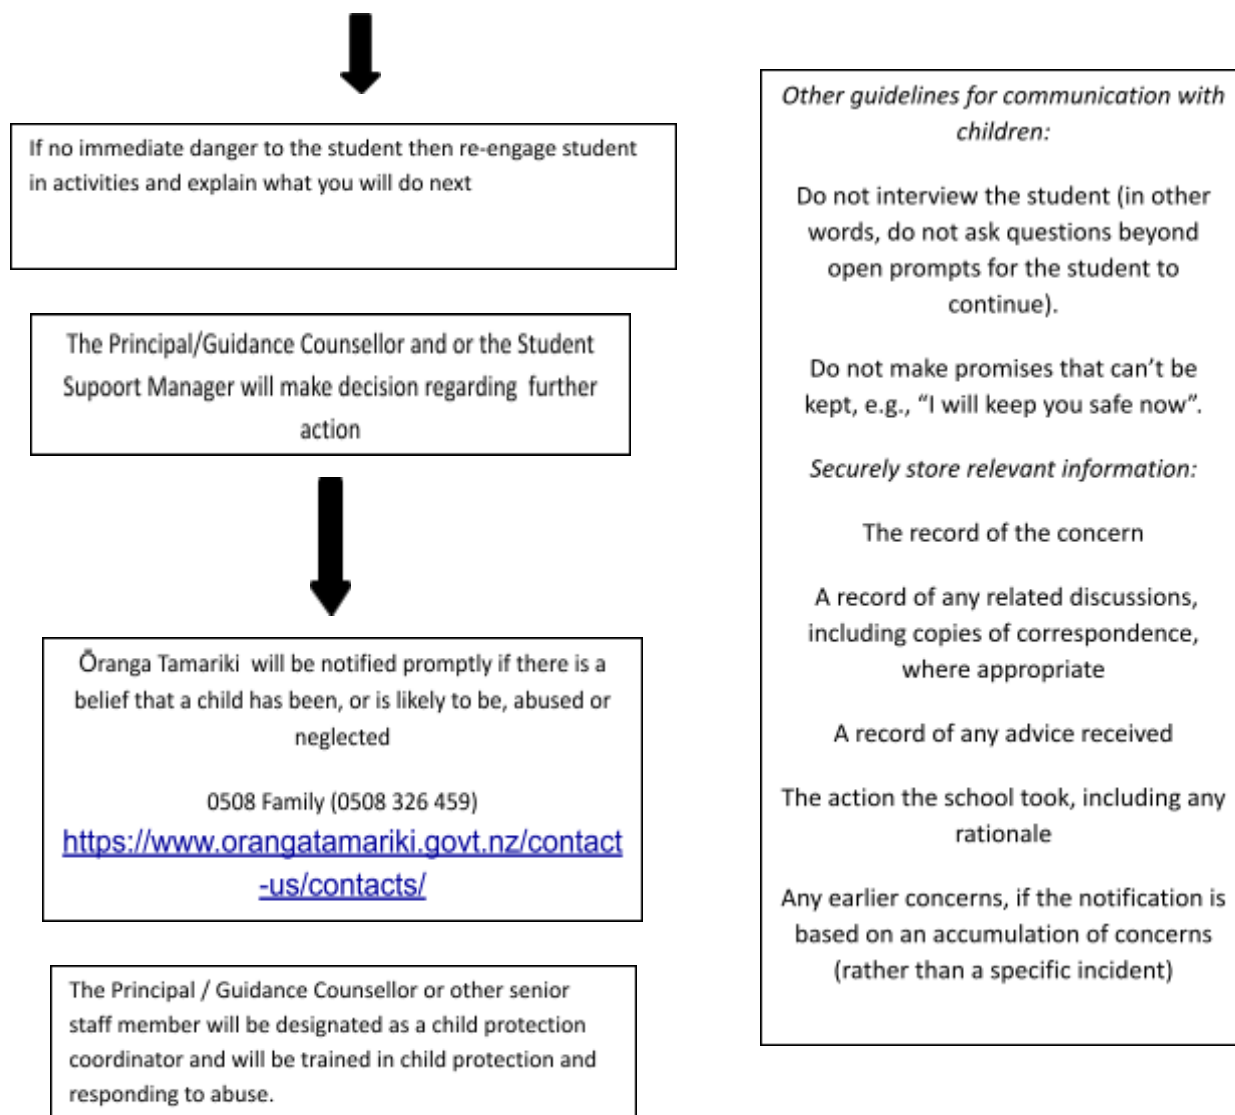 If no immediate danger to the student then re-engage student
in activities and explain what you will do next
The Principal/Guidance Counsellor and or the Student
Supoort Manager will make decision regarding further
action
Ōranga Tamariki will be notified promptly if there is a
belief that a child has been, or is likely to be, abused or
neglected
0508 Family (0508 326 459)
https://www.orangatamariki.govt.nz/contact
-us/contacts/
The Principal / Guidance Counsellor or other senior
staff member will be designated as a child protection
coordinator and will be trained in child protection and
responding to abuse.
Other guidelines for communication with
children:
Do not interview the student (in other
words, do not ask questions beyond
open prompts for the student to
continue).
Do not make promises that can’t be
kept, e.g., “I will keep you safe now”.
Securely store relevant information:
The record of the concern
A record of any related discussions,
including copies of correspondence,
where appropriate
A record of any advice received
The action the school took, including any
rationale
Any earlier concerns, if the notification is
based on an accumulation of concerns
(rather than a specific incident)